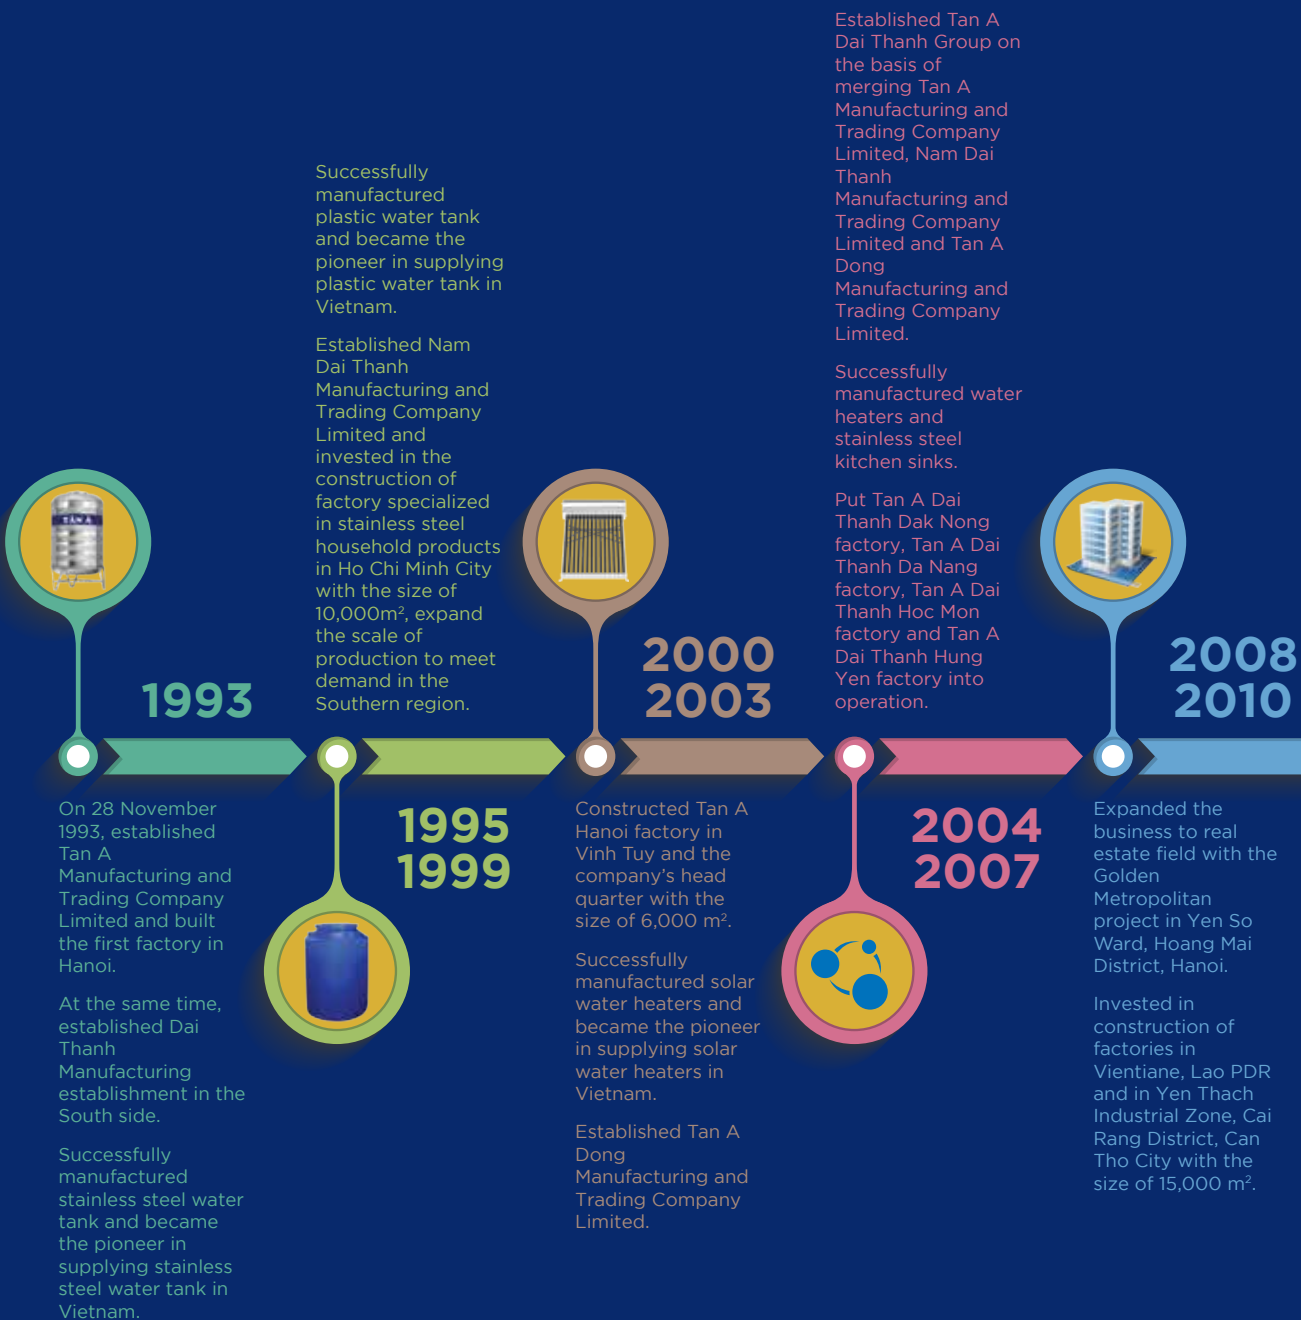 1993
On 28 November
1993, established
Tan A
Manufacturing and
Trading Company
Limited and built
the first factory in
Hanoi.
At the same time,
established Dai
Thanh
Manufacturing
establishment in the
South side.
Successfully
manufactured
stainless steel water
tank and became
the pioneer in
supplying stainless
steel water tank in
Vietnam.
TÂN Á
Successfully
manufactured
plastic water tank
and became the
pioneer in supplying
plastic water tank in
Vietnam.
Established Nam
Dai Thanh
Manufacturing and
Trading Company
Limited and
invested in the
construction of
factory specialized
in stainless steel
household products
in Ho Chi Minh City
with the size of
10,000m², expand
the scale of
production to meet
demand in the
Southern region.
1995
1999
2000
2003
Constructed Tan A
Hanoi factory in
Vinh Tuy and the
company's head
quarter with the
size of 6,000 m².
Successfully
manufactured solar
water heaters and
became the pioneer
in supplying solar
water heaters in
Vietnam.
Established Tan A
Dong
Manufacturing and
Trading Company
Limited.
Established Tan A
Dai Thanh Group on
the basis of
merging Tan A
Manufacturing and
Trading Company
Limited, Nam Dai
Thanh
Manufacturing and
Trading Company
Limited and Tan A
Dong
Manufacturing and
Trading Company
Limited.
Successfully
manufactured water
heaters and
stainless steel
kitchen sinks.
Put Tan A Dai
Thanh Dak Nong
factory, Tan A Dai
Thanh Da Nang
factory, Tan A Dai
Thanh Hoc Mon
factory and Tan A
Dai Thanh Hung
Yen factory into
operation.
2004
2007
2008
2010
Expanded the
business to real
estate field with the
Golden
Metropolitan
project in Yen So
Ward, Hoang Mai
District, Hanoi.
Invested in
construction of
factories in
Vientiane, Lao PDR
and in Yen Thach
Industrial Zone, Cai
Rang District, Can
Tho City with the
size of 15,000 m².